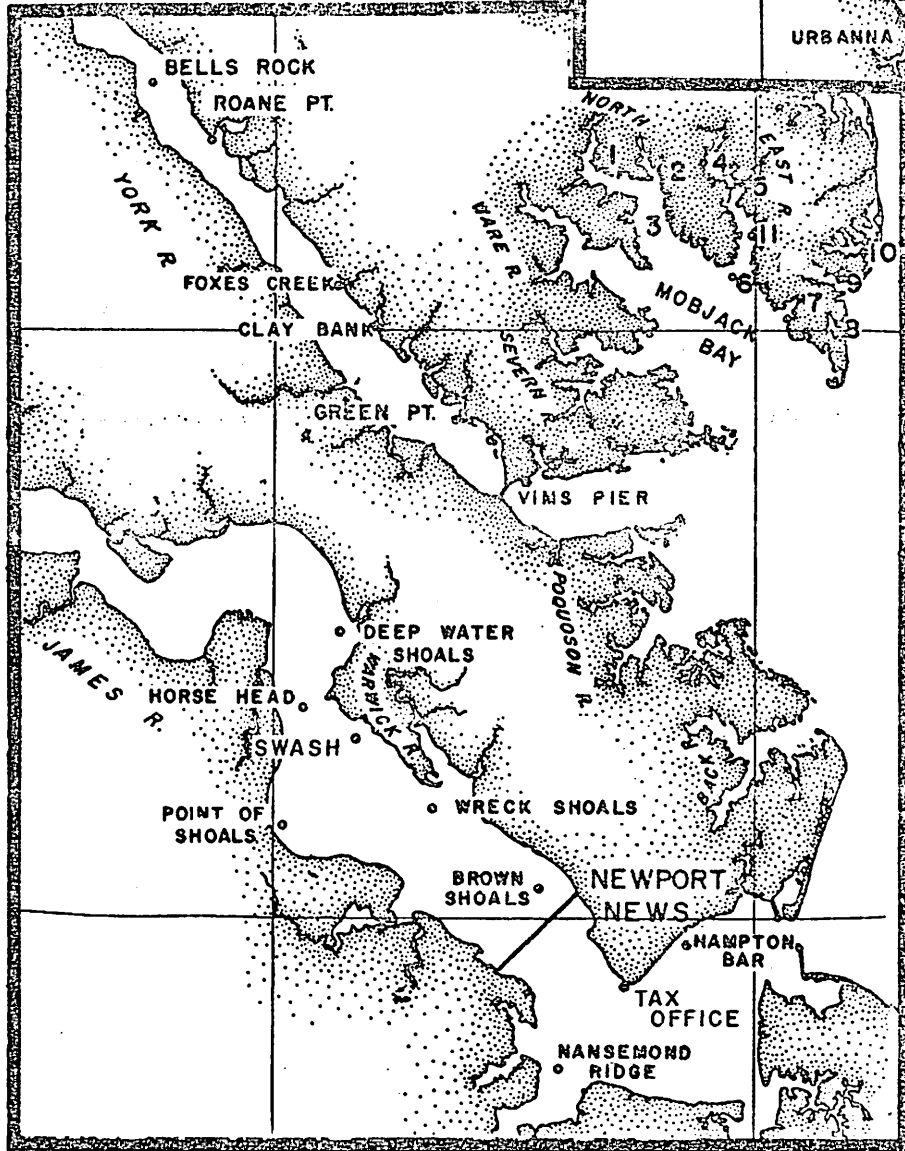 URBANNA
BELLS ROCK
ROANE PT.
NORTH
EAST R.
YORK R
WARE R.
1
2
4
5
3
11
10
6
9
7
8
MOBJACK
BAY
FOXES CREEK
CLAY BANK
SEVERN R.
GREEN PT.
VIMS PIER
POQUOSON R.
JAMES R.
DEEP WATER
SHOALS
WARWICK R.
HORSE HEAD
SWASH
BACK R.
WRECK SHOALS
POINT OF
SHOALS
BROWN
SHOALS
NEWPORT
NEWS
HAMPTON
BAR
TAX
OFFICE
NANSEMOND
RIDGE